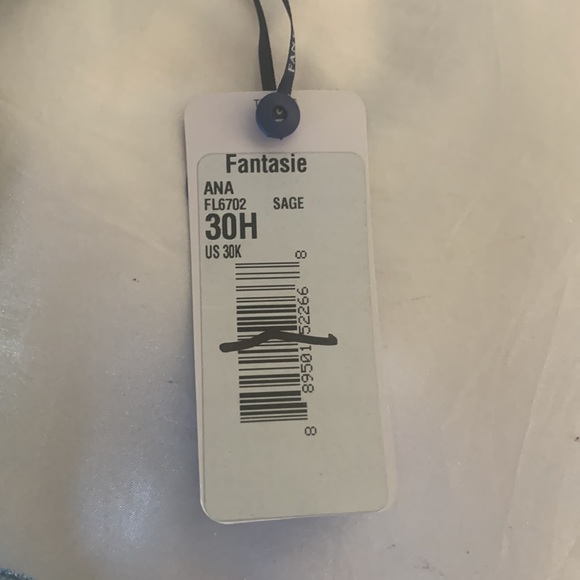 Fantasie
ANA
FL6702 SAGE
30H
US 30K
8 89501 52266 8